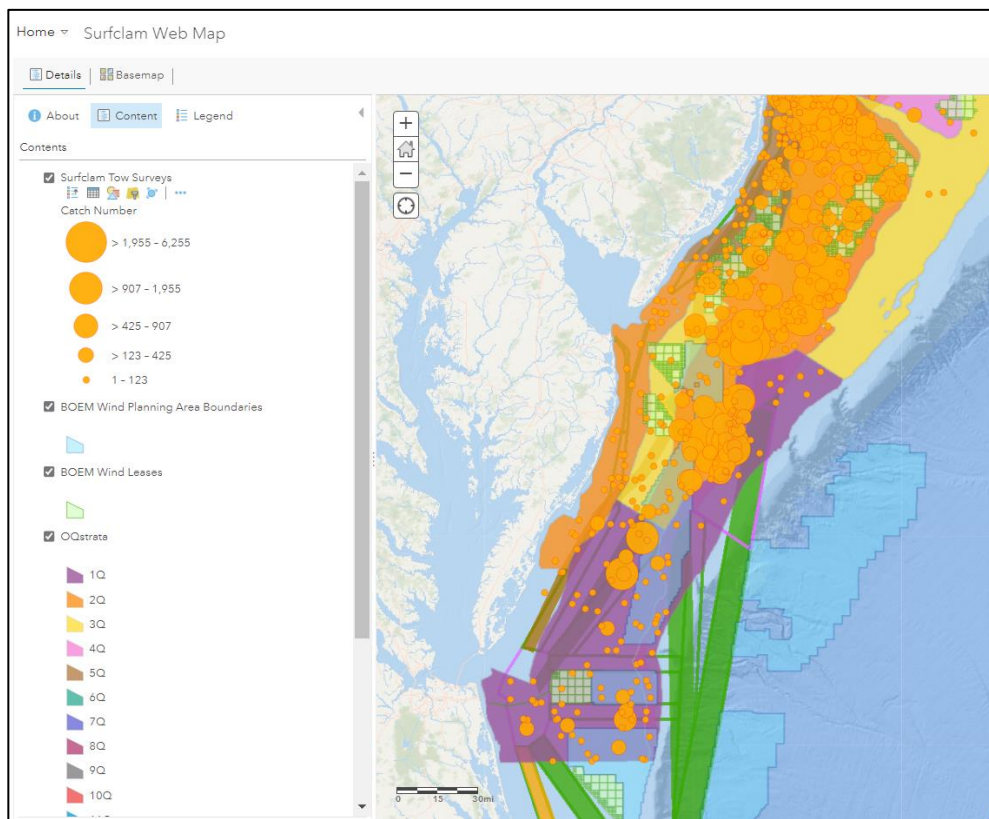 Home Surfclam Web Map
Details Basemap
About Content Legend
Contents
Surfclam Tow Surveys
Catch Number
> 1,955 - 6,255
> 907 - 1,955
> 425 - 907
> 123 - 425
1 - 123
BOEM Wind Planning Area Boundaries
BOEM Wind Leases
OQstrata
1Q
2Q
3Q
4Q
5Q
6Q
7Q
8Q
9Q
10Q
0 15 30mi